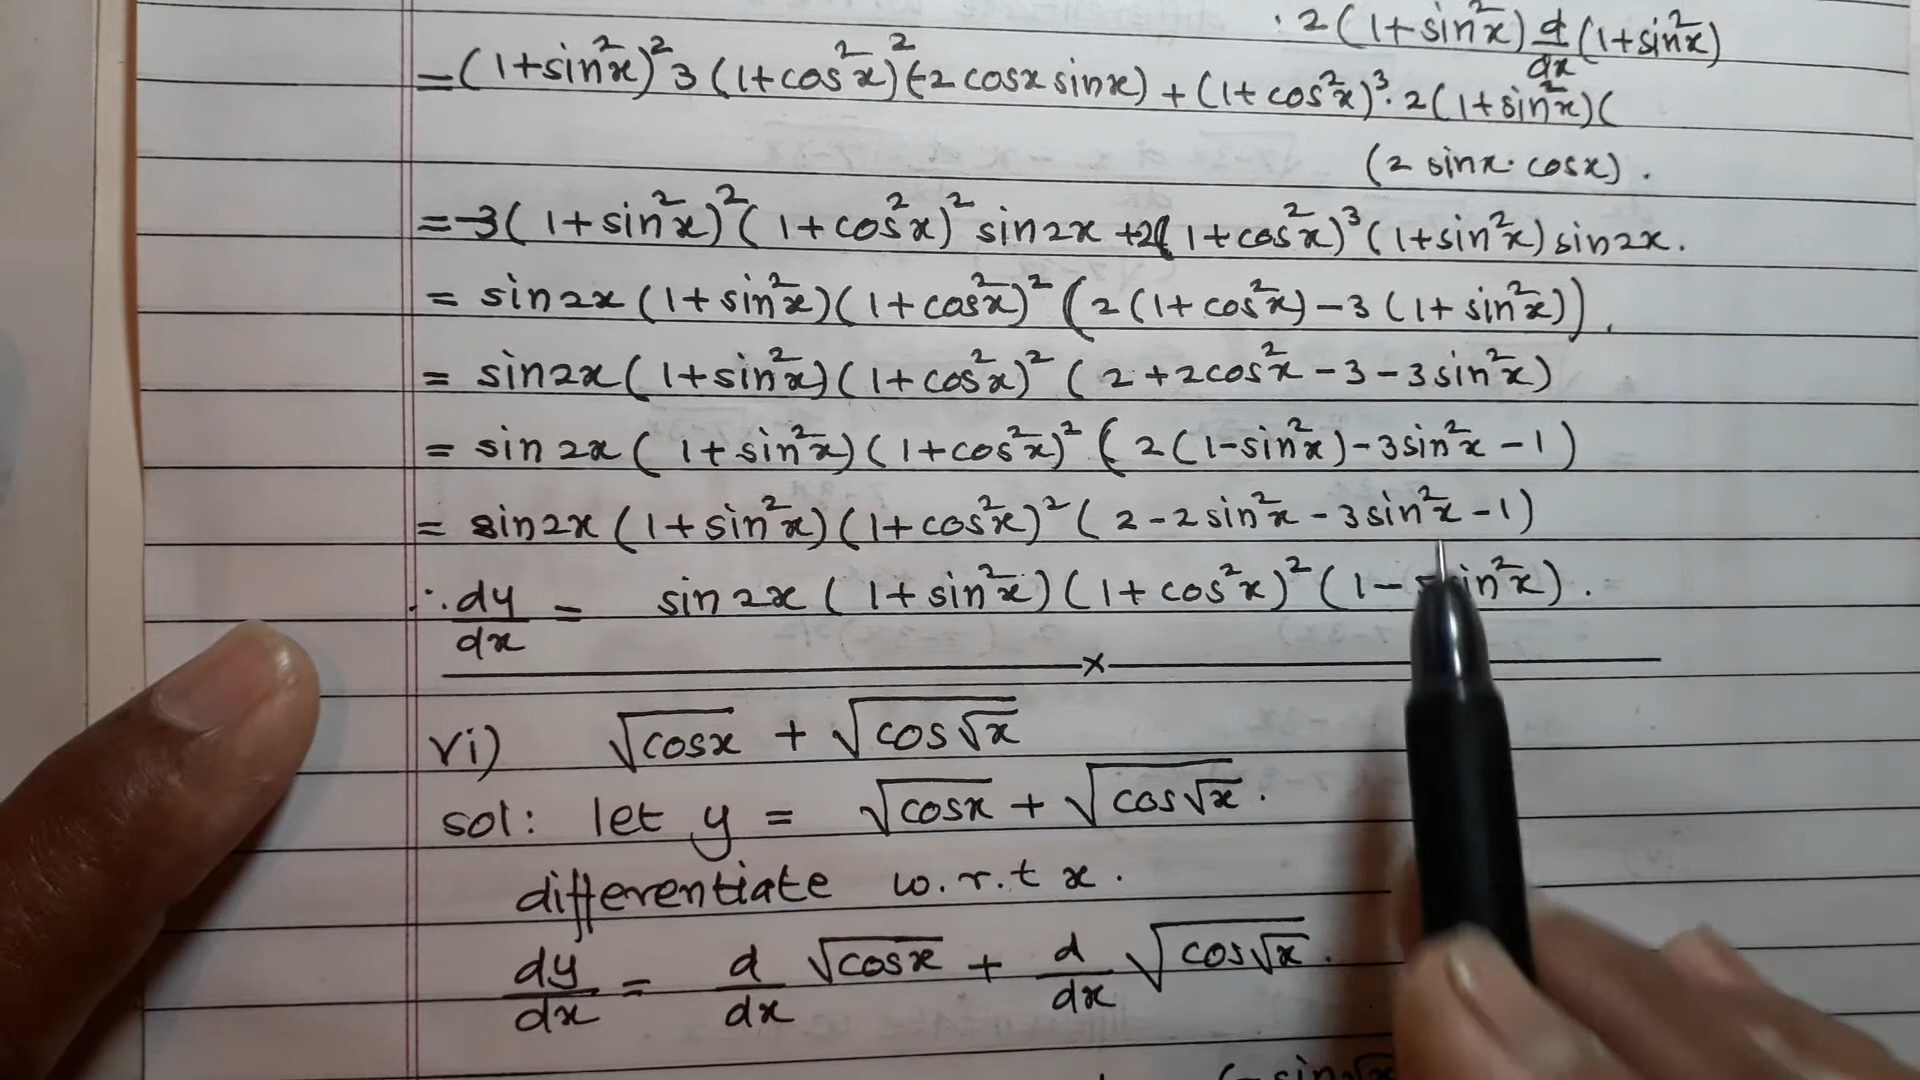 · 2(1+sin²x) d/dx (1+sin²x)
= (1+sin²x)² 3 (1+cos²x)² (-2 cosx sinx) + (1+cos²x)³ · 2(1+sin²x)(
(2 sinx · cosx) .
= -3(1+sin²x)² (1+cos²x)² sin2x + 2(1+cos²x)³ (1+sin²x) sin2x.
= sin2x (1+sin²x)(1+cos²x)² (2(1+cos²x)-3(1+sin²x)).
= sin2x (1+sin²x)(1+cos²x)² (2+2cos²x-3-3sin²x)
= sin2x (1+sin²x)(1+cos²x)² (2(1-sin²x)-3sin²x-1)
= sin2x (1+sin²x)(1+cos²x)² (2-2sin²x-3sin²x-1)
∴ dy/dx = sin2x (1+sin²x)(1+cos²x)² (1- in²x).
x
vi) √cosx + √cos√x
sol: let y = √cosx + √cos√x.
differentiate w.r.t x.
dy/dx = d/dx √cosx + d/dx √cos√x.